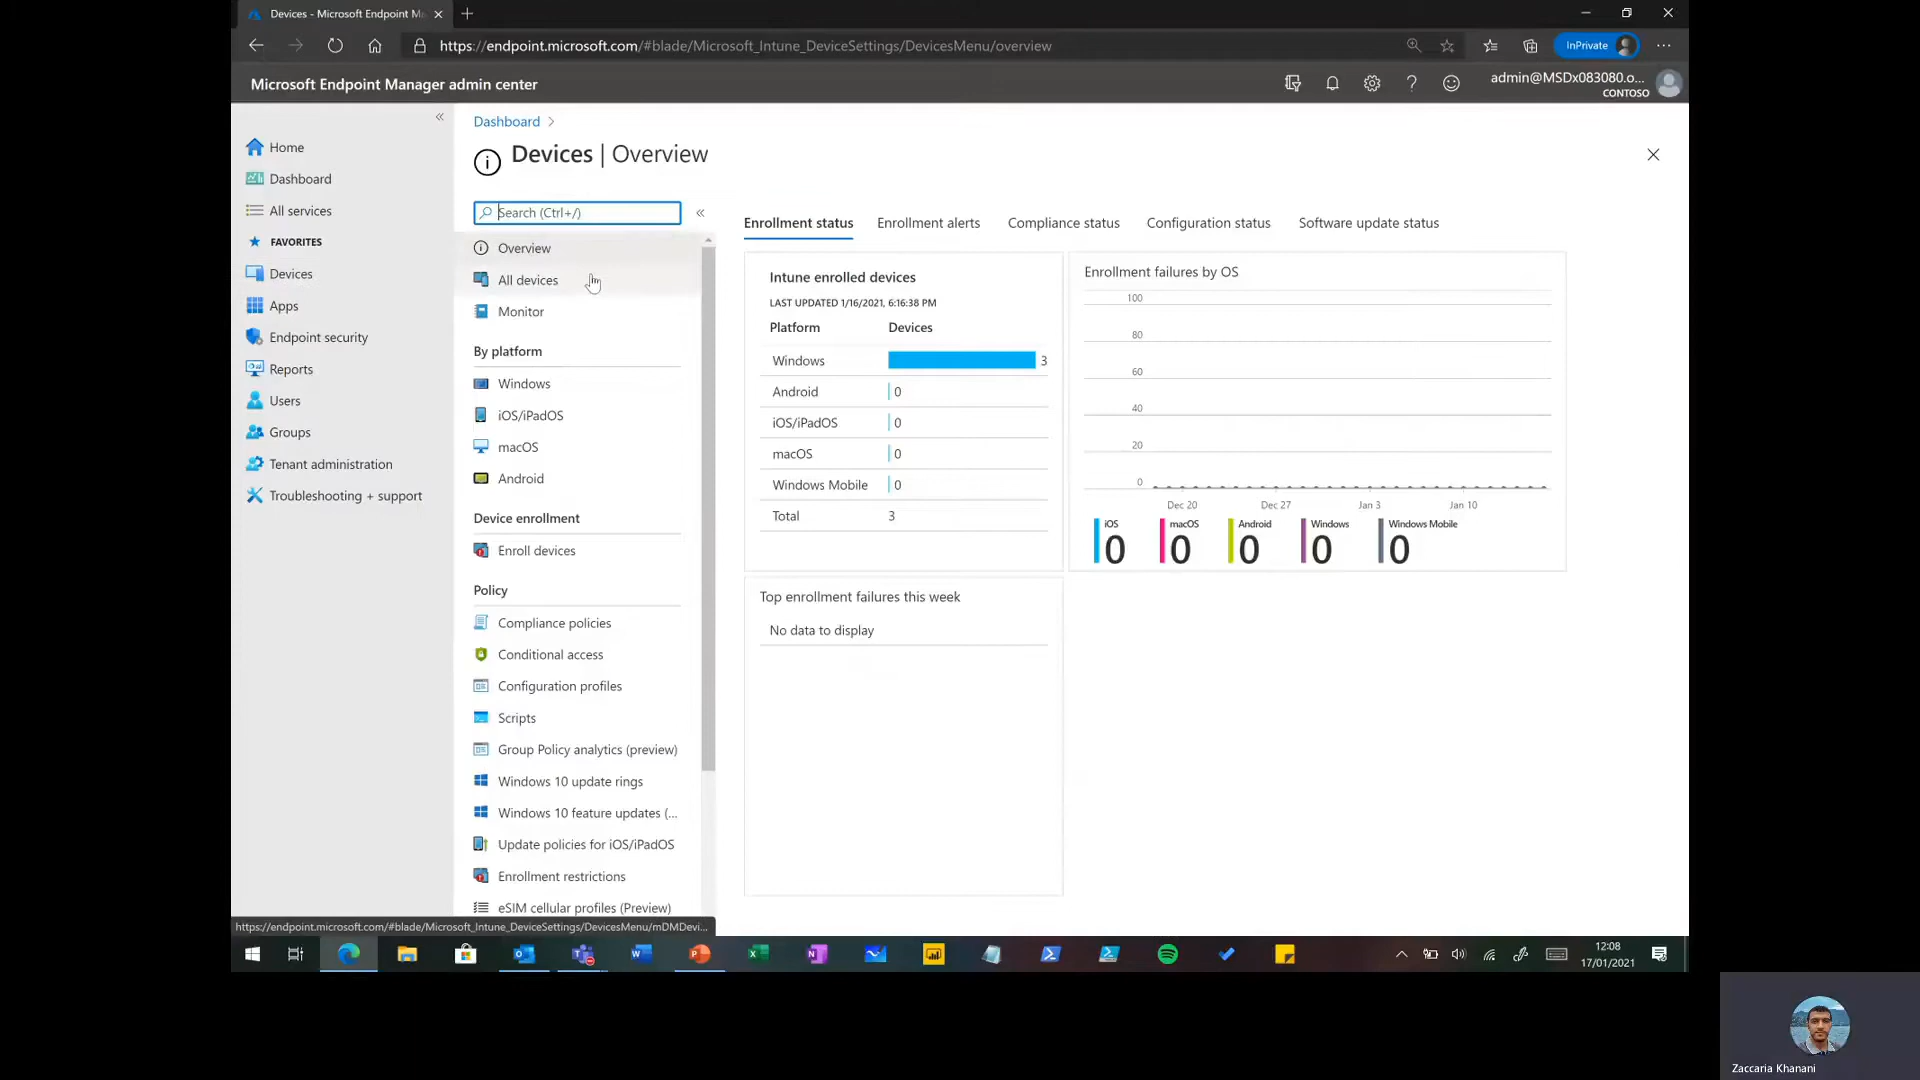 Devices - Microsoft Endpoint Ma
https://endpoint.microsoft.com/#blade/Microsoft_Intune_DeviceSettings/DevicesMenu/overview
InPrivate
Microsoft Endpoint Manager admin center
admin@MSDx083080.o...
CONTOSO
Home
Dashboard
All services
FAVORITES
Devices
Apps
Endpoint security
Reports
Users
Groups
Tenant administration
Troubleshooting + support
Dashboard
Devices | Overview
Search (Ctrl+/)
Overview
All devices
Monitor
By platform
Windows
iOS/iPadOS
macOS
Android
Device enrollment
Enroll devices
Policy
Compliance policies
Conditional access
Configuration profiles
Scripts
Group Policy analytics (preview)
Windows 10 update rings
Windows 10 feature updates (...
Update policies for iOS/iPadOS
Enrollment restrictions
eSIM cellular profiles (Preview)
Enrollment status Enrollment alerts Compliance status Configuration status Software update status
Intune enrolled devices
LAST UPDATED 1/16/2021, 6:16:38 PM
Platform Devices
Windows 3
Android 0
iOS/iPadOS 0
macOS 0
Windows Mobile 0
Total 3
Enrollment failures by OS
100
80
60
40
20
0
Dec 20 Dec 27 Jan 3 Jan 10
iOS macOS Android Windows Windows Mobile
0 0 0 0 0
Top enrollment failures this week
No data to display
https://endpoint.microsoft.com/#blade/Microsoft_Intune_DeviceSettings/DevicesMenu/mDMDevi...
12:08
17/01/2021
Zaccaria Khanani